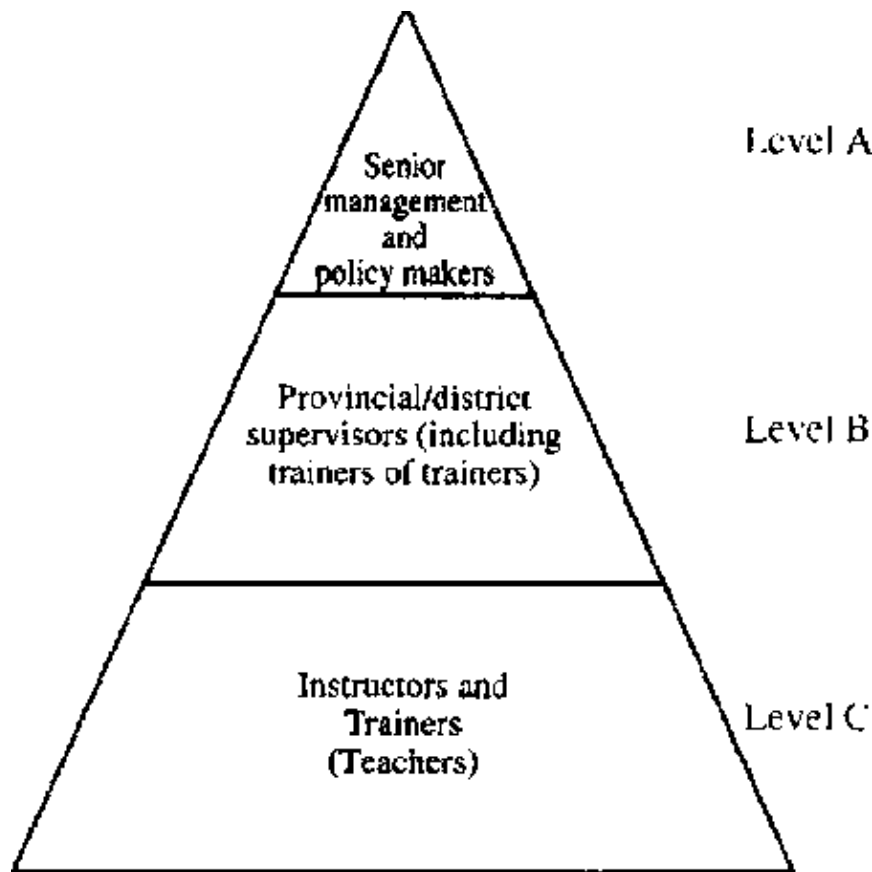 Level A
Senior
management
and
policy makers
Provincial/district
supervisors (including
trainers of trainers)
Level B
Instructors and
Trainers
(Teachers)
Level C